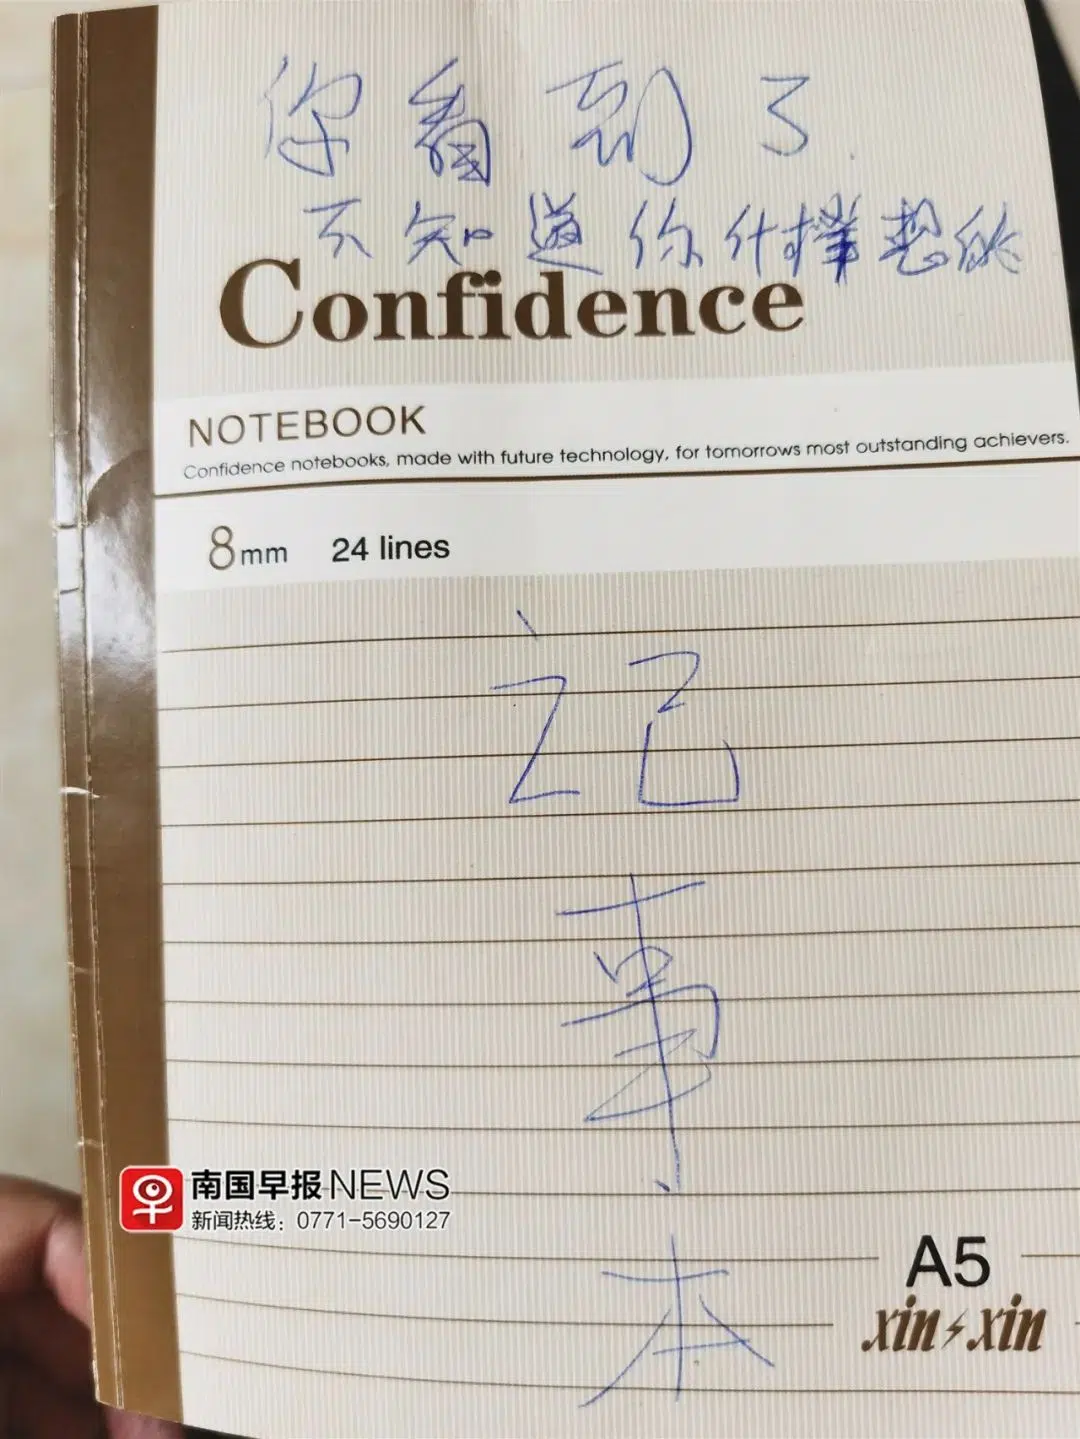 你看到了
不知道你什样想的
Confidence
NOTEBOOK
Confidence notebooks, made with future technology, for tomorrows most outstanding achievers.
8mm 24 lines
记
事
本
南国早报NEWS
新闻热线：0771-5690127
A5
xin xin